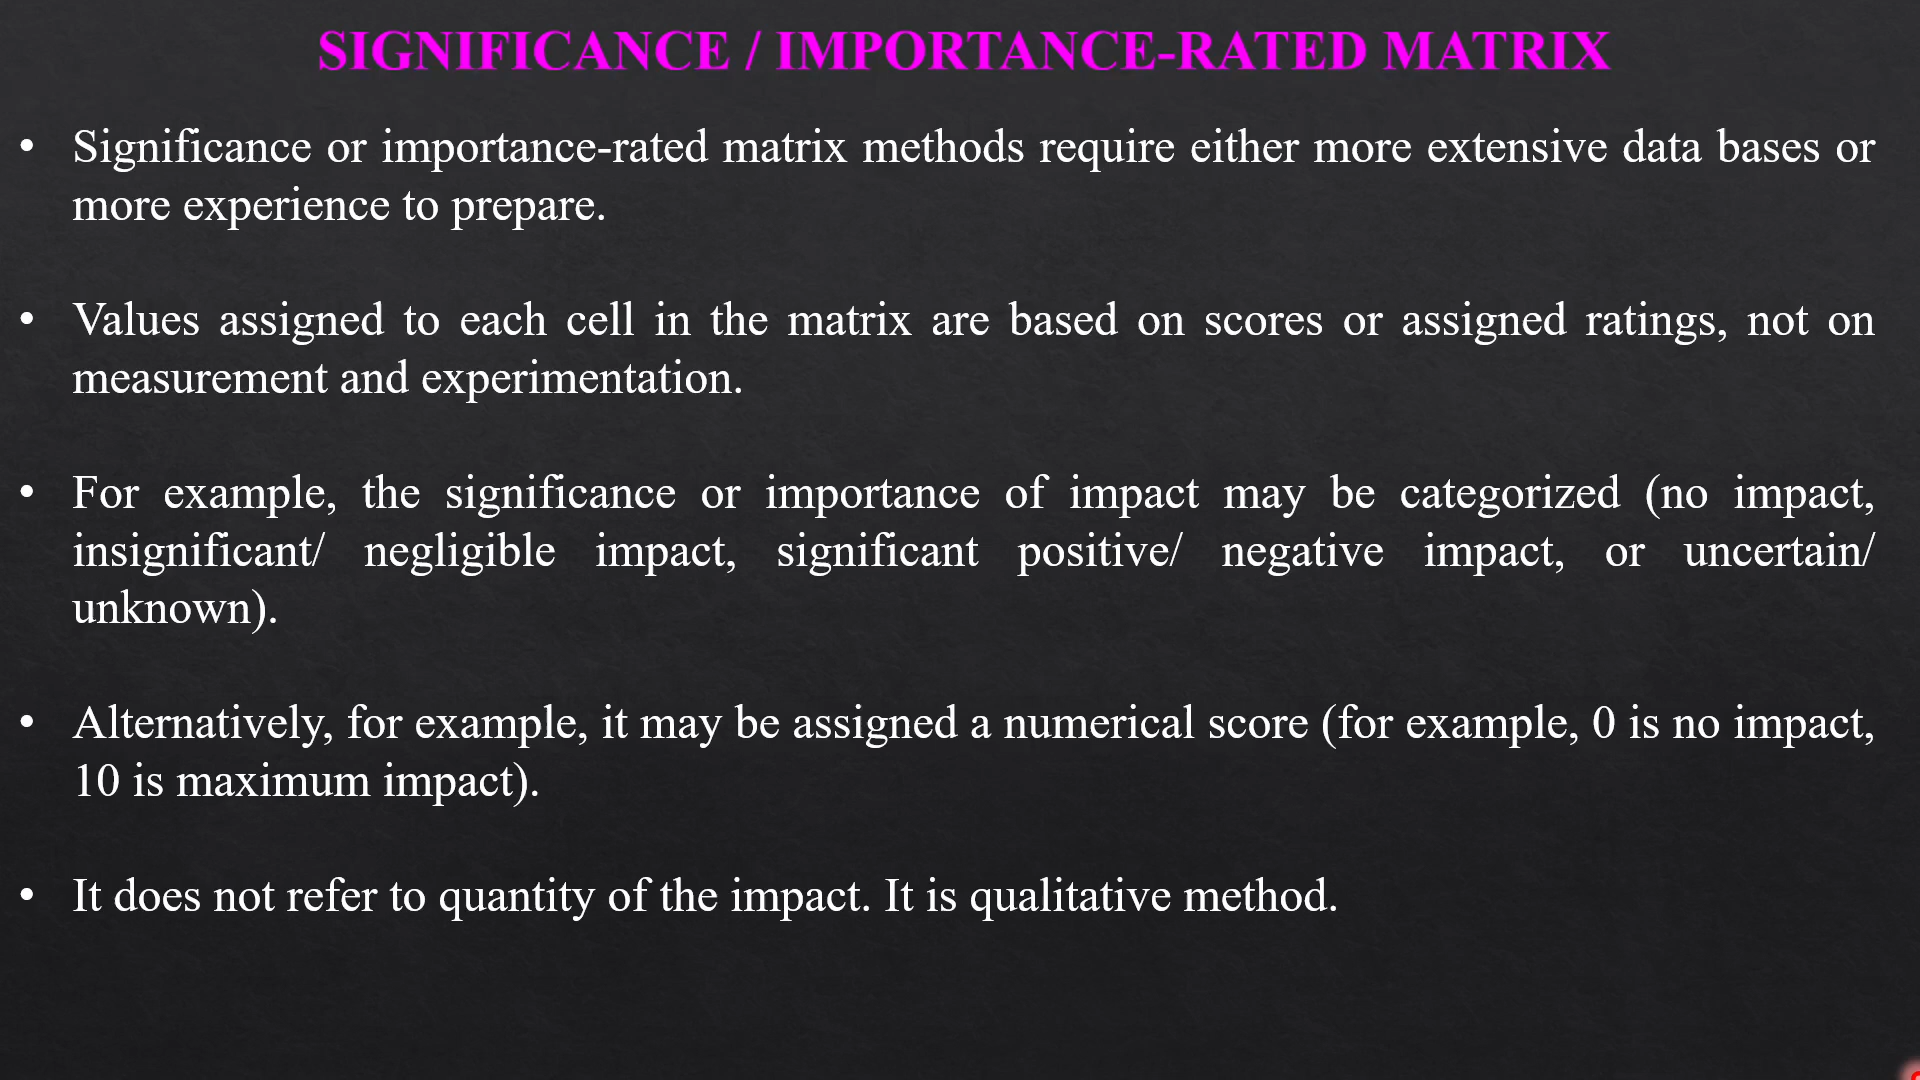 SIGNIFICANCE / IMPORTANCE-RATED MATRIX
• Significance or importance-rated matrix methods require either more extensive data bases or
more experience to prepare.
• Values assigned to each cell in the matrix are based on scores or assigned ratings, not on
measurement and experimentation.
• For example, the significance or importance of impact may be categorized (no impact,
insignificant/ negligible impact, significant positive/ negative impact, or uncertain/
unknown).
• Alternatively, for example, it may be assigned a numerical score (for example, 0 is no impact,
10 is maximum impact).
• It does not refer to quantity of the impact. It is qualitative method.